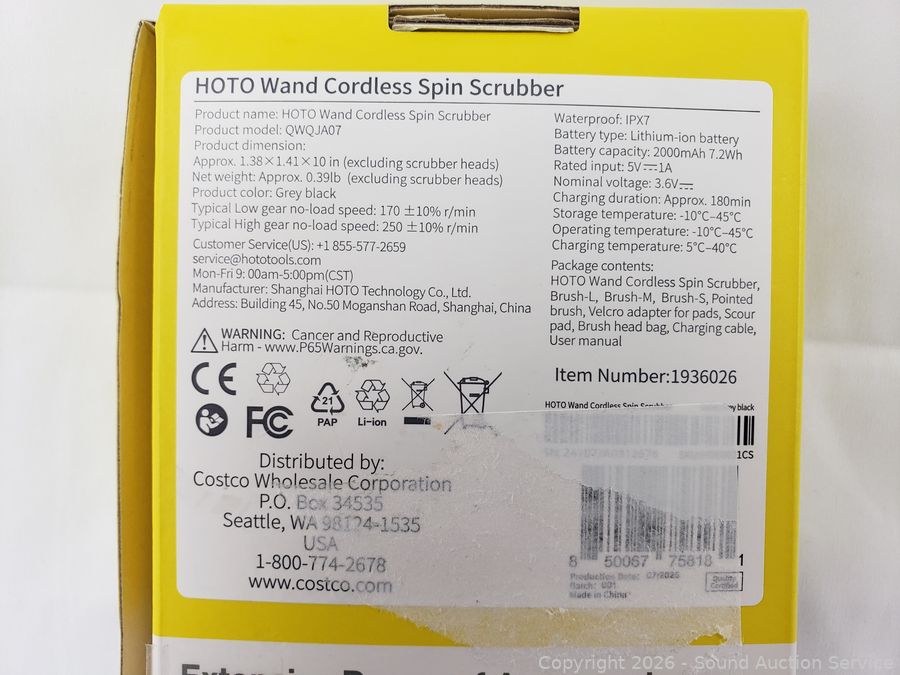 HOTO Wand Cordless Spin Scrubber
Product name: HOTO Wand Cordless Spin Scrubber
Product model: QWQJA07
Product dimension:
Approx. 1.38×1.41×10 in (excluding scrubber heads)
Net weight: Approx. 0.39lb (excluding scrubber heads)
Product color: Grey black
Typical Low gear no-load speed: 170 ±10% r/min
Typical High gear no-load speed: 250 ±10% r/min
Customer Service(US): +1 855-577-2659
service@hototools.com
Mon-Fri 9: 00am-5:00pm(CST)
Manufacturer: Shanghai HOTO Technology Co., Ltd.
Address: Building 45, No.50 Moganshan Road, Shanghai, China
WARNING: Cancer and Reproductive
Harm - www.P65Warnings.ca.gov.
CE
FC
21
PAP
Li-ion
Distributed by:
Costco Wholesale Corporation
P.O. Box 34535
Seattle, WA 98124-1535
USA
1-800-774-2678
www.costco.com
Waterproof: IPX7
Battery type: Lithium-ion battery
Battery capacity: 2000mAh 7.2Wh
Rated input: 5V⎓1A
Nominal voltage: 3.6V⎓
Charging duration: Approx. 180min
Storage temperature: -10°C–45°C
Operating temperature: -10°C–45°C
Charging temperature: 5°C–40°C
Package contents:
HOTO Wand Cordless Spin Scrubber,
Brush-L, Brush-M, Brush-S, Pointed
brush, Velcro adapter for pads, Scour
pad, Brush head bag, Charging cable,
User manual
Item Number:1936026
HOTO Wand Cordless Spin black
1CS
8 50067 75818 1
Production Date: 07/2025
Batch: 001
Made in China
Quality
Certified
Copyright 2026 - Sound Auction Service